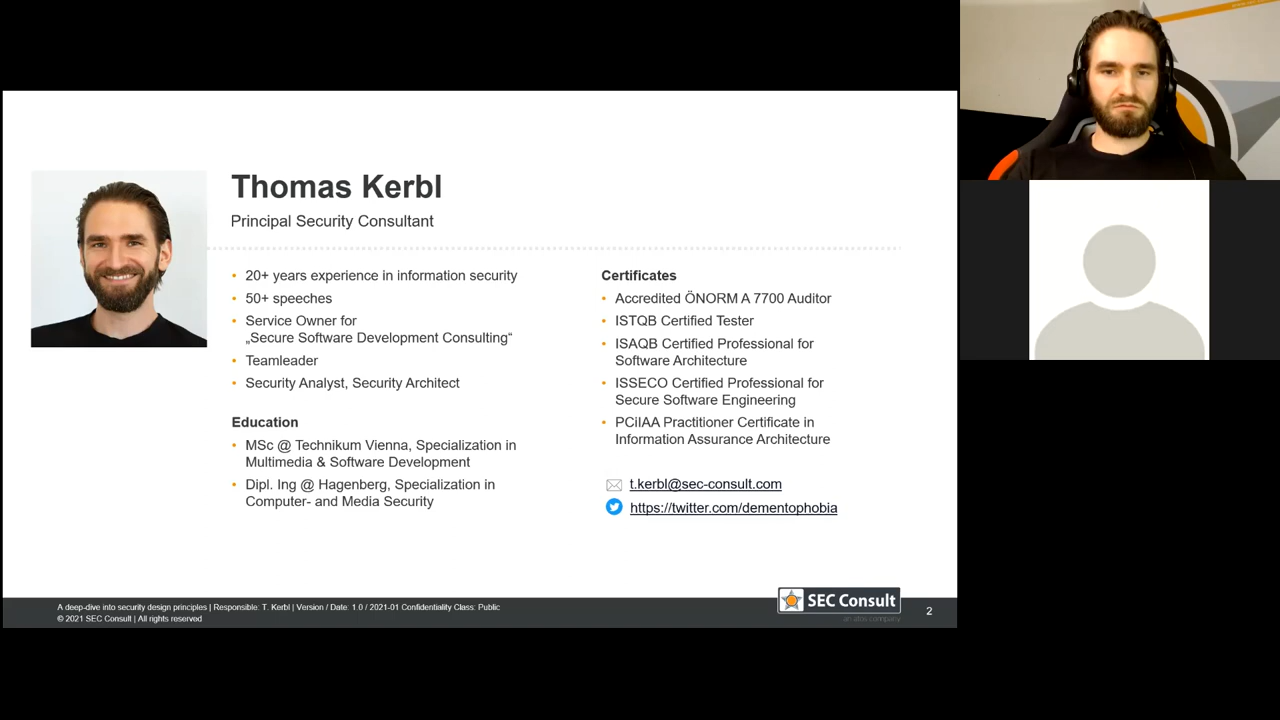 Thomas Kerbl
Principal Security Consultant
20+ years experience in information security
50+ speeches
Service Owner for
„Secure Software Development Consulting“
Teamleader
Security Analyst, Security Architect
Education
MSc @ Technikum Vienna, Specialization in
Multimedia & Software Development
Dipl. Ing @ Hagenberg, Specialization in
Computer- and Media Security
Certificates
Accredited ÖNORM A 7700 Auditor
ISTQB Certified Tester
ISAQB Certified Professional for
Software Architecture
ISSECO Certified Professional for
Secure Software Engineering
PCiIAA Practitioner Certificate in
Information Assurance Architecture
t.kerbl@sec-consult.com
https://twitter.com/dementophobia
A deep-dive into security design principles | Responsible: T. Kerbl | Version / Date: 1.0 / 2021-01 Confidentiality Class: Public
© 2021 SEC Consult | All rights reserved
SEC Consult
an atos company
2